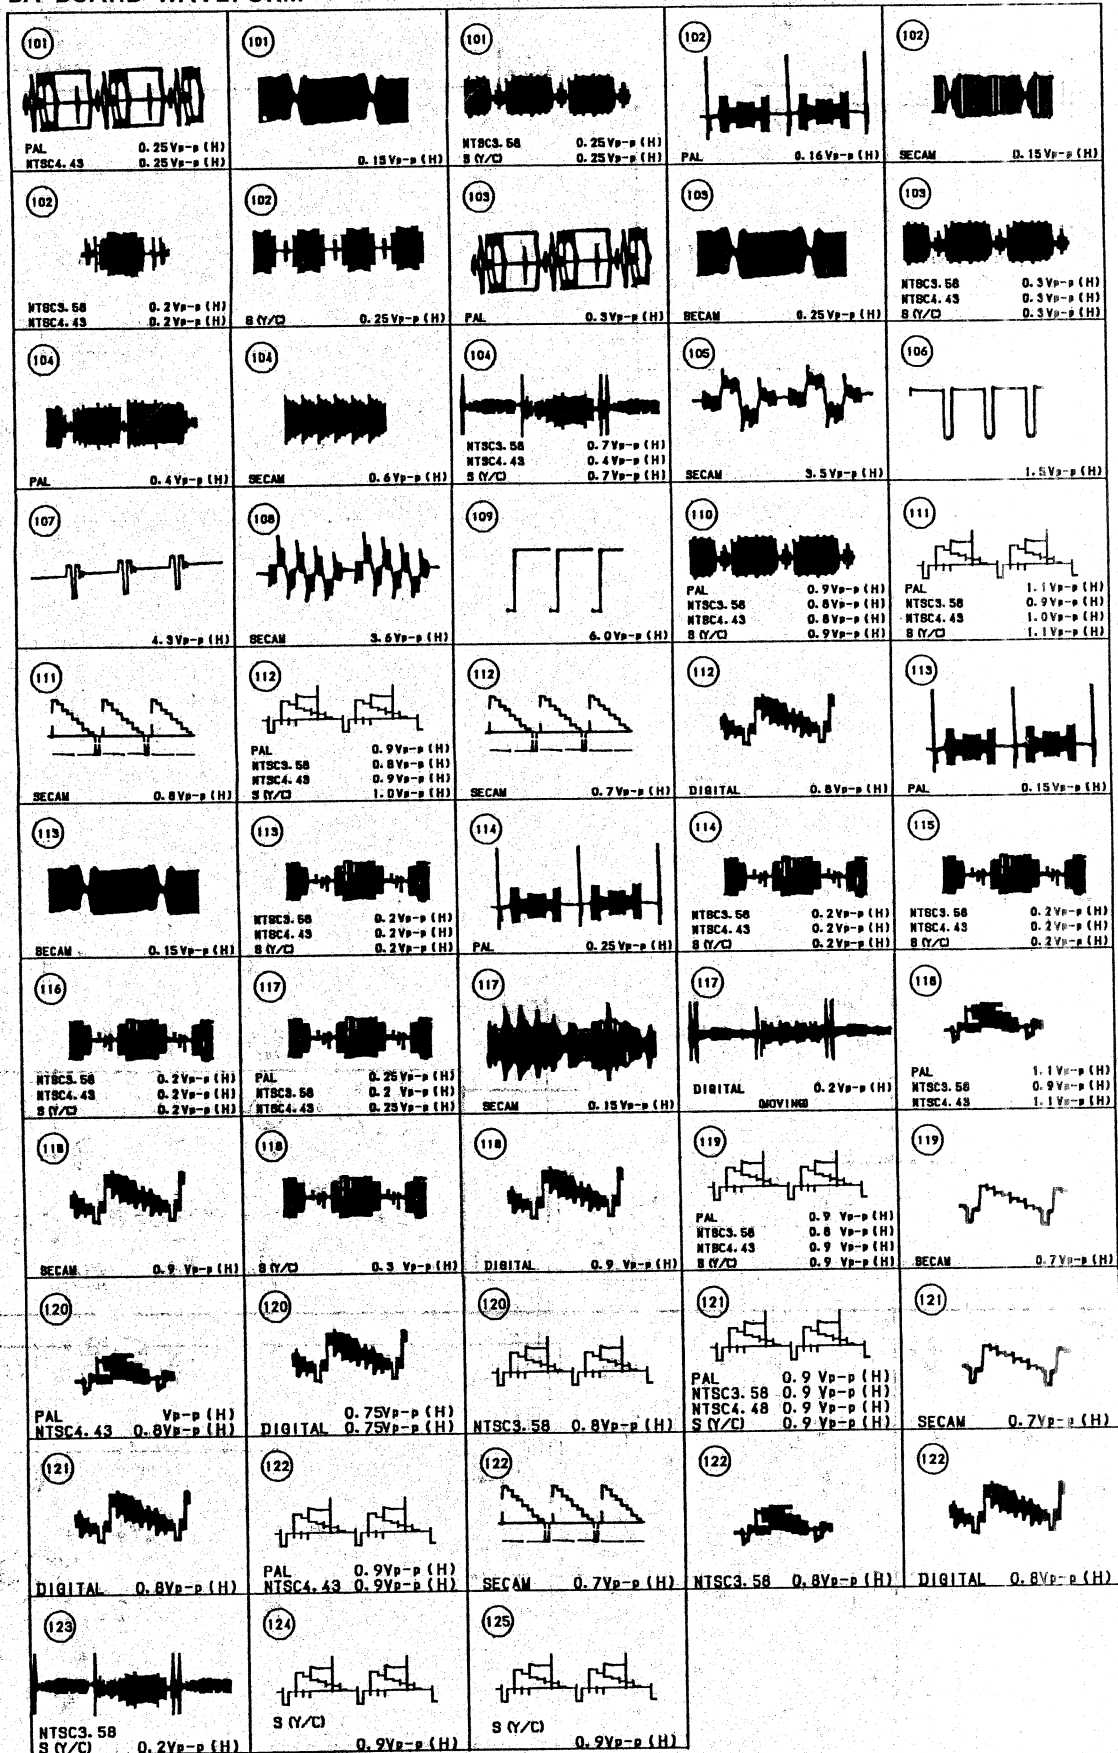 BOARD WAVEFORM
101
PAL 0.25Vp-p (H)
NTSC4.43 0.25Vp-p (H)
101
0.15Vp-p (H)
101
NTSC3.58 0.25Vp-p (H)
S (Y/C) 0.25Vp-p (H)
102
PAL 0.16Vp-p (H)
102
SECAM 0.15Vp-p (H)
102
NTSC3.58 0.2Vp-p (H)
NTSC4.43 0.2Vp-p (H)
102
S (Y/C) 0.25Vp-p (H)
103
PAL 0.3Vp-p (H)
103
SECAM 0.25Vp-p (H)
103
NTSC3.58 0.3Vp-p (H)
NTSC4.43 0.3Vp-p (H)
S (Y/C) 0.3Vp-p (H)
104
PAL 0.4Vp-p (H)
104
SECAM 0.6Vp-p (H)
104
NTSC3.58 0.7Vp-p (H)
NTSC4.43 0.4Vp-p (H)
S (Y/C) 0.7Vp-p (H)
105
SECAM 3.5Vp-p (H)
106
1.5Vp-p (H)
107
4.3Vp-p (H)
108
SECAM 3.6Vp-p (H)
109
6.0Vp-p (H)
110
PAL 0.9Vp-p (H)
NTSC3.58 0.8Vp-p (H)
NTSC4.43 0.8Vp-p (H)
S (Y/C) 0.9Vp-p (H)
111
PAL 1.1Vp-p (H)
NTSC3.58 0.9Vp-p (H)
NTSC4.43 1.0Vp-p (H)
S (Y/C) 1.1Vp-p (H)
111
SECAM 0.8Vp-p (H)
112
PAL 0.9Vp-p (H)
NTSC3.58 0.8Vp-p (H)
NTSC4.43 0.9Vp-p (H)
S (Y/C) 1.0Vp-p (H)
112
SECAM 0.7Vp-p (H)
112
DIGITAL 0.8Vp-p (H)
113
PAL 0.15Vp-p (H)
113
SECAM 0.15Vp-p (H)
113
NTSC3.58 0.2Vp-p (H)
NTSC4.43 0.2Vp-p (H)
S (Y/C) 0.2Vp-p (H)
114
PAL 0.25Vp-p (H)
114
NTSC3.58 0.2Vp-p (H)
NTSC4.43 0.2Vp-p (H)
S (Y/C) 0.2Vp-p (H)
115
NTSC3.58 0.2Vp-p (H)
NTSC4.43 0.2Vp-p (H)
S (Y/C) 0.2Vp-p (H)
116
NTSC3.58 0.2Vp-p (H)
NTSC4.43 0.2Vp-p (H)
S (Y/C) 0.2Vp-p (H)
117
PAL 0.25Vp-p (H)
NTSC3.58 0.2 Vp-p (H)
NTSC4.43 0.25Vp-p (H)
117
SECAM 0.15Vp-p (H)
117
DIGITAL 0.2Vp-p (H)
(MOVING)
118
PAL 1.1Vp-p (H)
NTSC3.58 0.9Vp-p (H)
NTSC4.43 1.1Vp-p (H)
118
SECAM 0.9 Vp-p (H)
118
S (Y/C) 0.3 Vp-p (H)
118
DIGITAL 0.9 Vp-p (H)
119
PAL 0.9 Vp-p (H)
NTSC3.58 0.8 Vp-p (H)
NTSC4.43 0.9 Vp-p (H)
S (Y/C) 0.9 Vp-p (H)
119
SECAM 0.7Vp-p (H)
120
PAL Vp-p (H)
NTSC4.43 0.8Vp-p (H)
120
0.75Vp-p (H)
DIGITAL 0.75Vp-p (H)
120
NTSC3.58 0.8Vp-p (H)
121
PAL 0.9 Vp-p (H)
NTSC3.58 0.9 Vp-p (H)
NTSC4.48 0.9 Vp-p (H)
S (Y/C) 0.9 Vp-p (H)
121
SECAM 0.7Vp-p (H)
121
DIGITAL 0.8Vp-p (H)
122
PAL 0.9Vp-p (H)
NTSC4.43 0.9Vp-p (H)
122
SECAM 0.7Vp-p (H)
122
NTSC3.58 0.8Vp-p (H)
122
DIGITAL 0.8Vp-p (H)
123
NTSC3.58
S (Y/C) 0.2Vp-p (H)
124
S (Y/C)
0.9Vp-p (H)
125
S (Y/C)
0.9Vp-p (H)